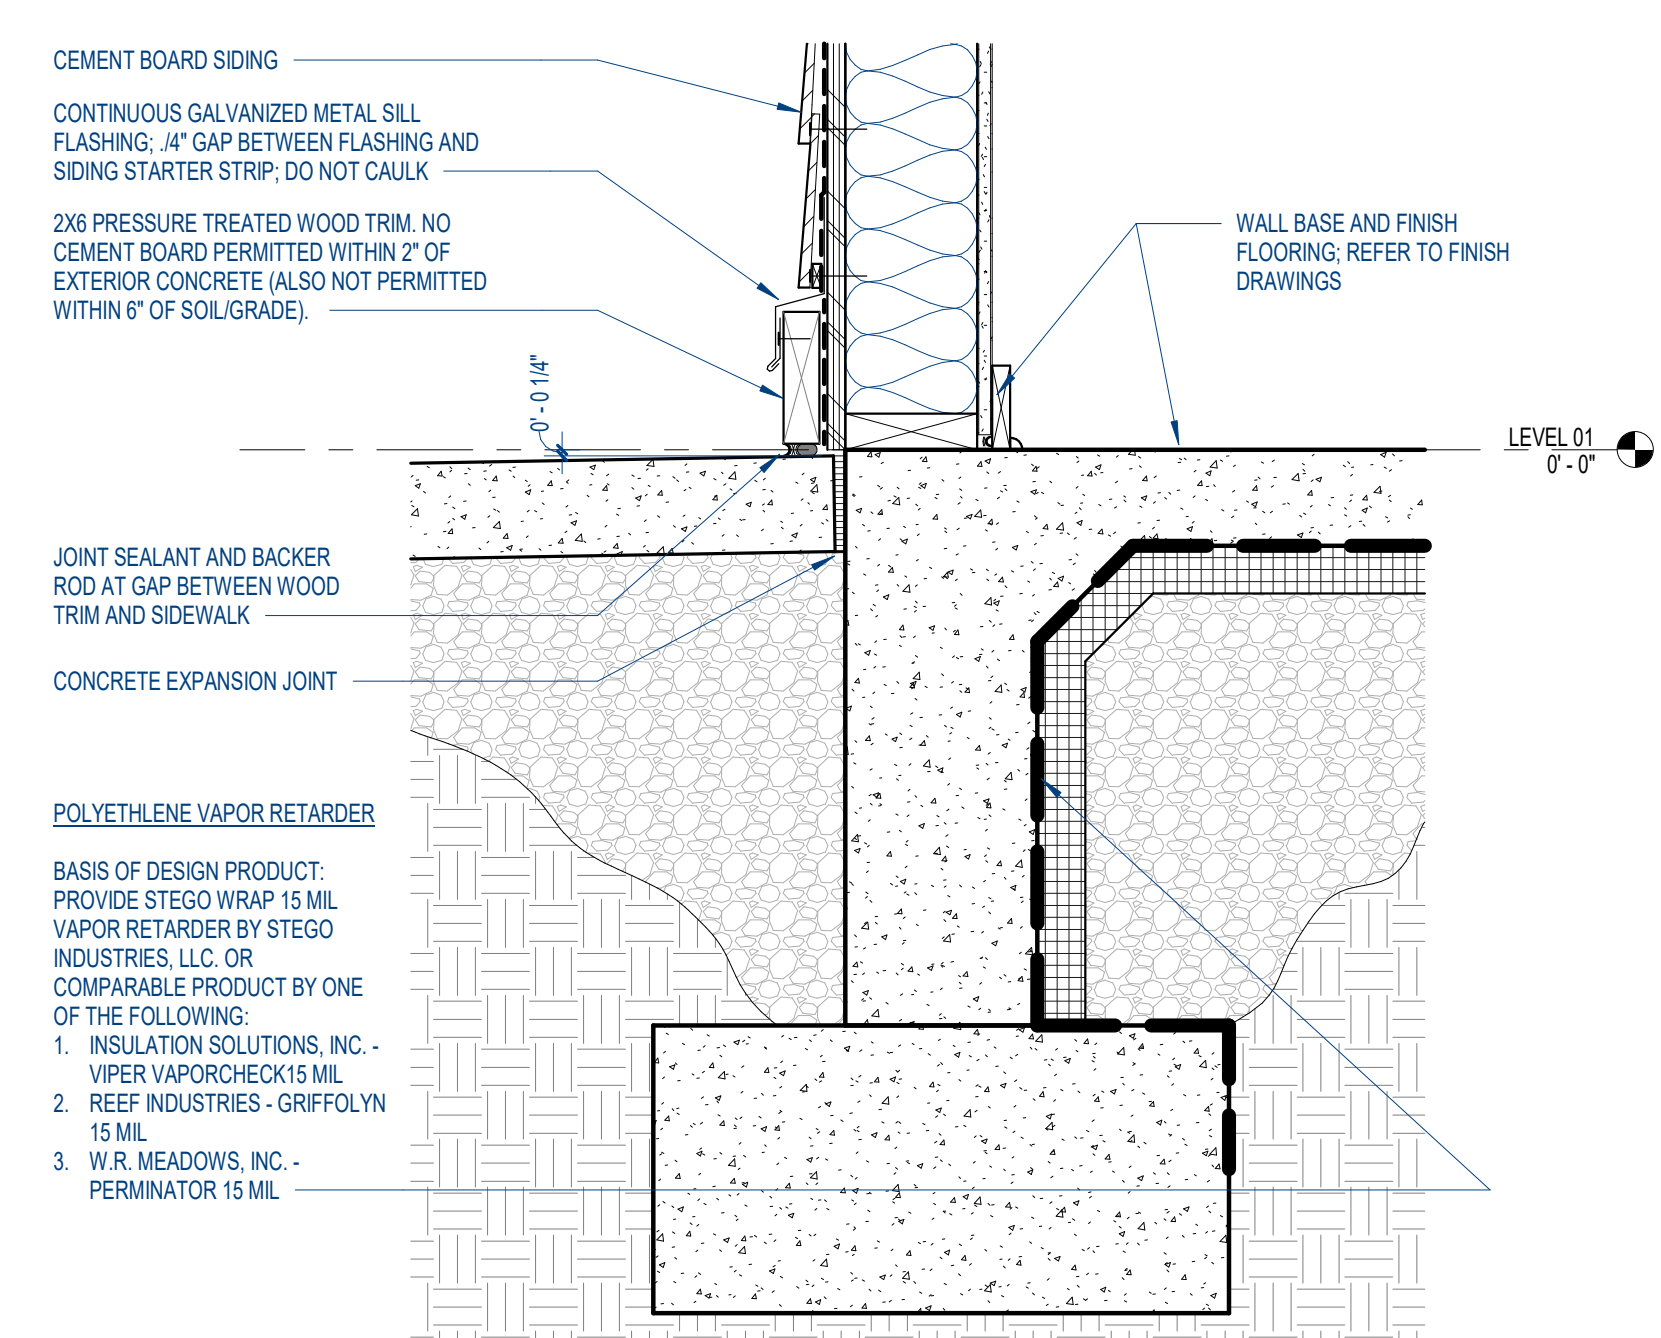 CEMENT BOARD SIDING
CONTINUOUS GALVANIZED METAL SILL
FLASHING; ./4" GAP BETWEEN FLASHING AND
SIDING STARTER STRIP; DO NOT CAULK
2X6 PRESSURE TREATED WOOD TRIM. NO
CEMENT BOARD PERMITTED WITHIN 2" OF
EXTERIOR CONCRETE (ALSO NOT PERMITTED
WITHIN 6" OF SOIL/GRADE).
WALL BASE AND FINISH
FLOORING; REFER TO FINISH
DRAWINGS
0' - 0 1/4"
LEVEL 01
0' - 0"
JOINT SEALANT AND BACKER
ROD AT GAP BETWEEN WOOD
TRIM AND SIDEWALK
CONCRETE EXPANSION JOINT
POLYETHLENE VAPOR RETARDER
BASIS OF DESIGN PRODUCT:
PROVIDE STEGO WRAP 15 MIL
VAPOR RETARDER BY STEGO
INDUSTRIES, LLC. OR
COMPARABLE PRODUCT BY ONE
OF THE FOLLOWING:
1. INSULATION SOLUTIONS, INC. -
VIPER VAPORCHECK15 MIL
2. REEF INDUSTRIES - GRIFFOLYN
15 MIL
3. W.R. MEADOWS, INC. -
PERMINATOR 15 MIL